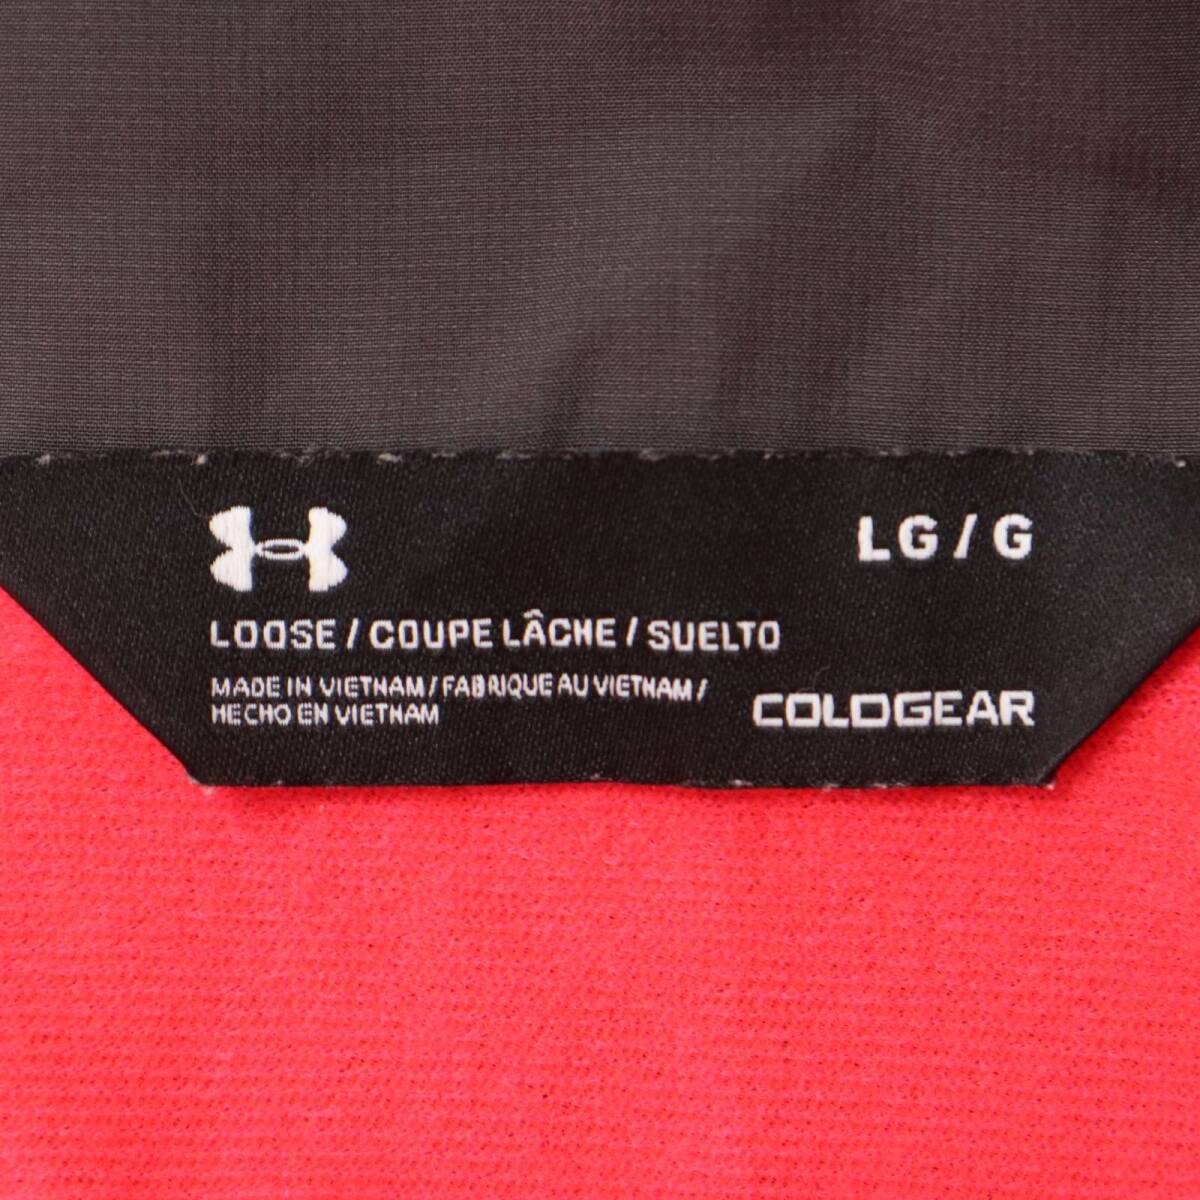 LG / G
LOOSE / COUPE LÂCHE / SUELTO
MADE IN VIETNAM / FABRIQUE AU VIETNAM /
HECHO EN VIETNAM
COLDGEAR